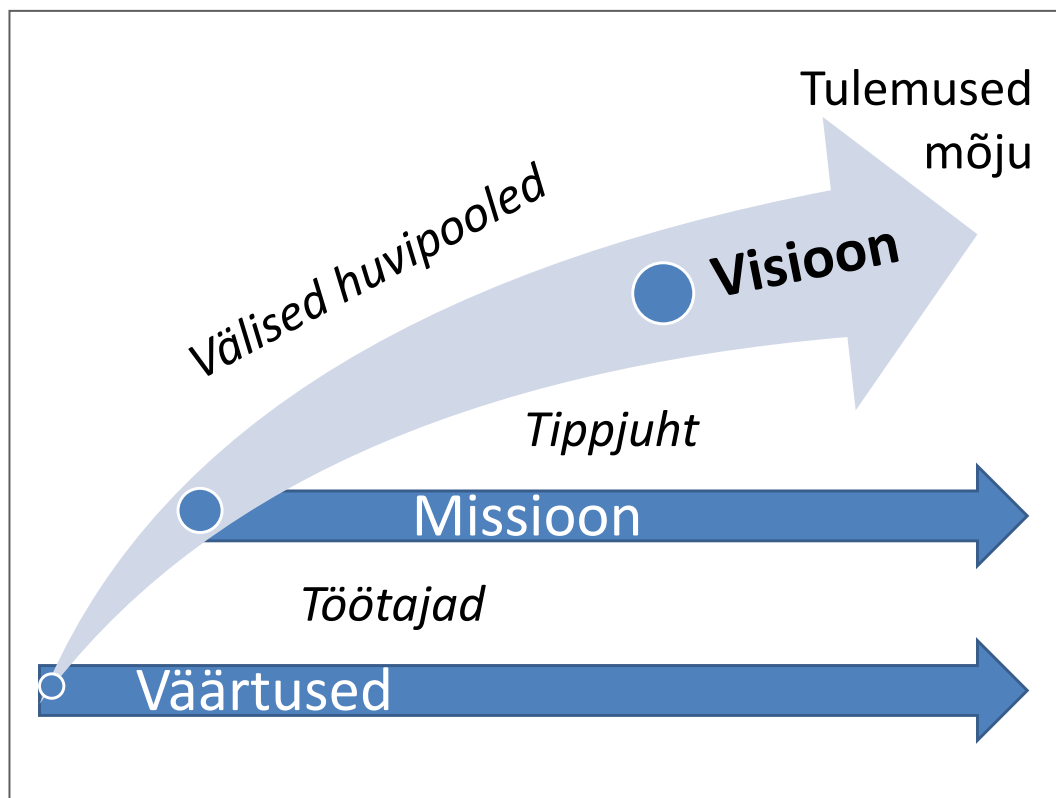 Tulemused
mõju
Välised huvipooled
Visioon
Tippjuht
Missioon
Töötajad
Väärtused